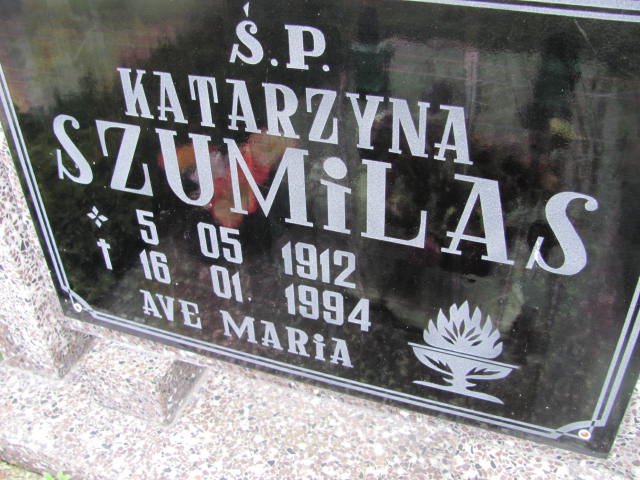 Ś.P.
KATARZYNA
SZUMiLAS
5 05 1912
16 01. 1994
AVE MARiA